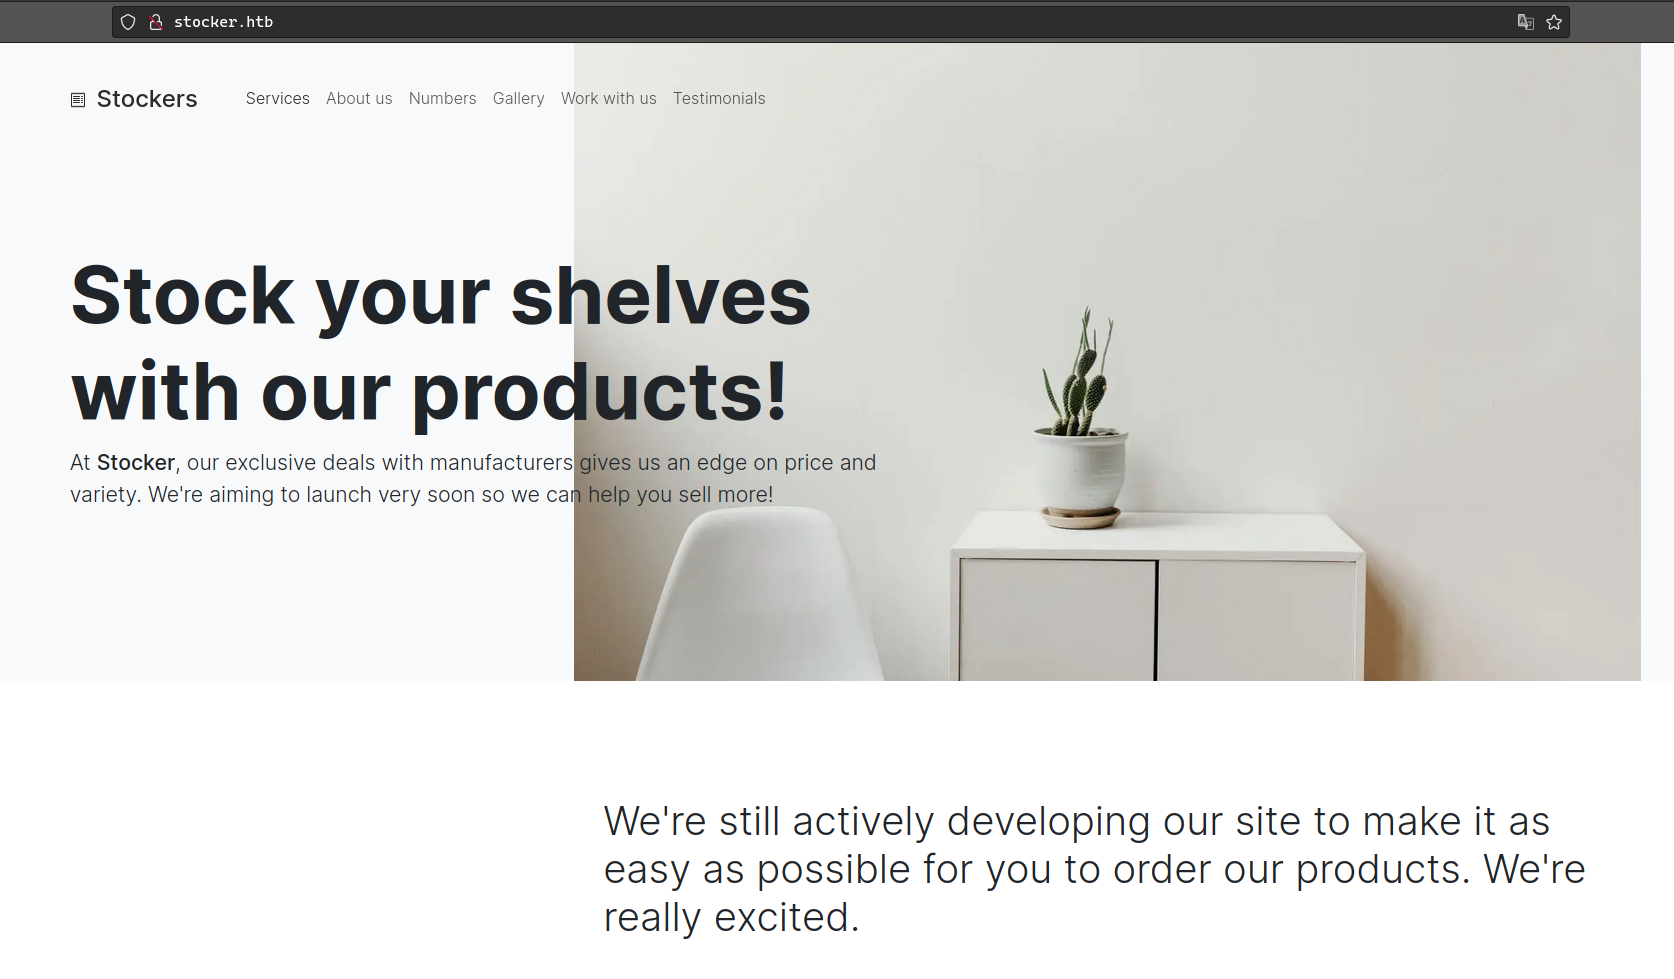 stocker.htb
Stockers Services About us Numbers Gallery Work with us Testimonials
Stock your shelves
with our products!
At Stocker, our exclusive deals with manufacturers gives us an edge on price and
variety. We're aiming to launch very soon so we can help you sell more!
We're still actively developing our site to make it as
easy as possible for you to order our products. We're
really excited.